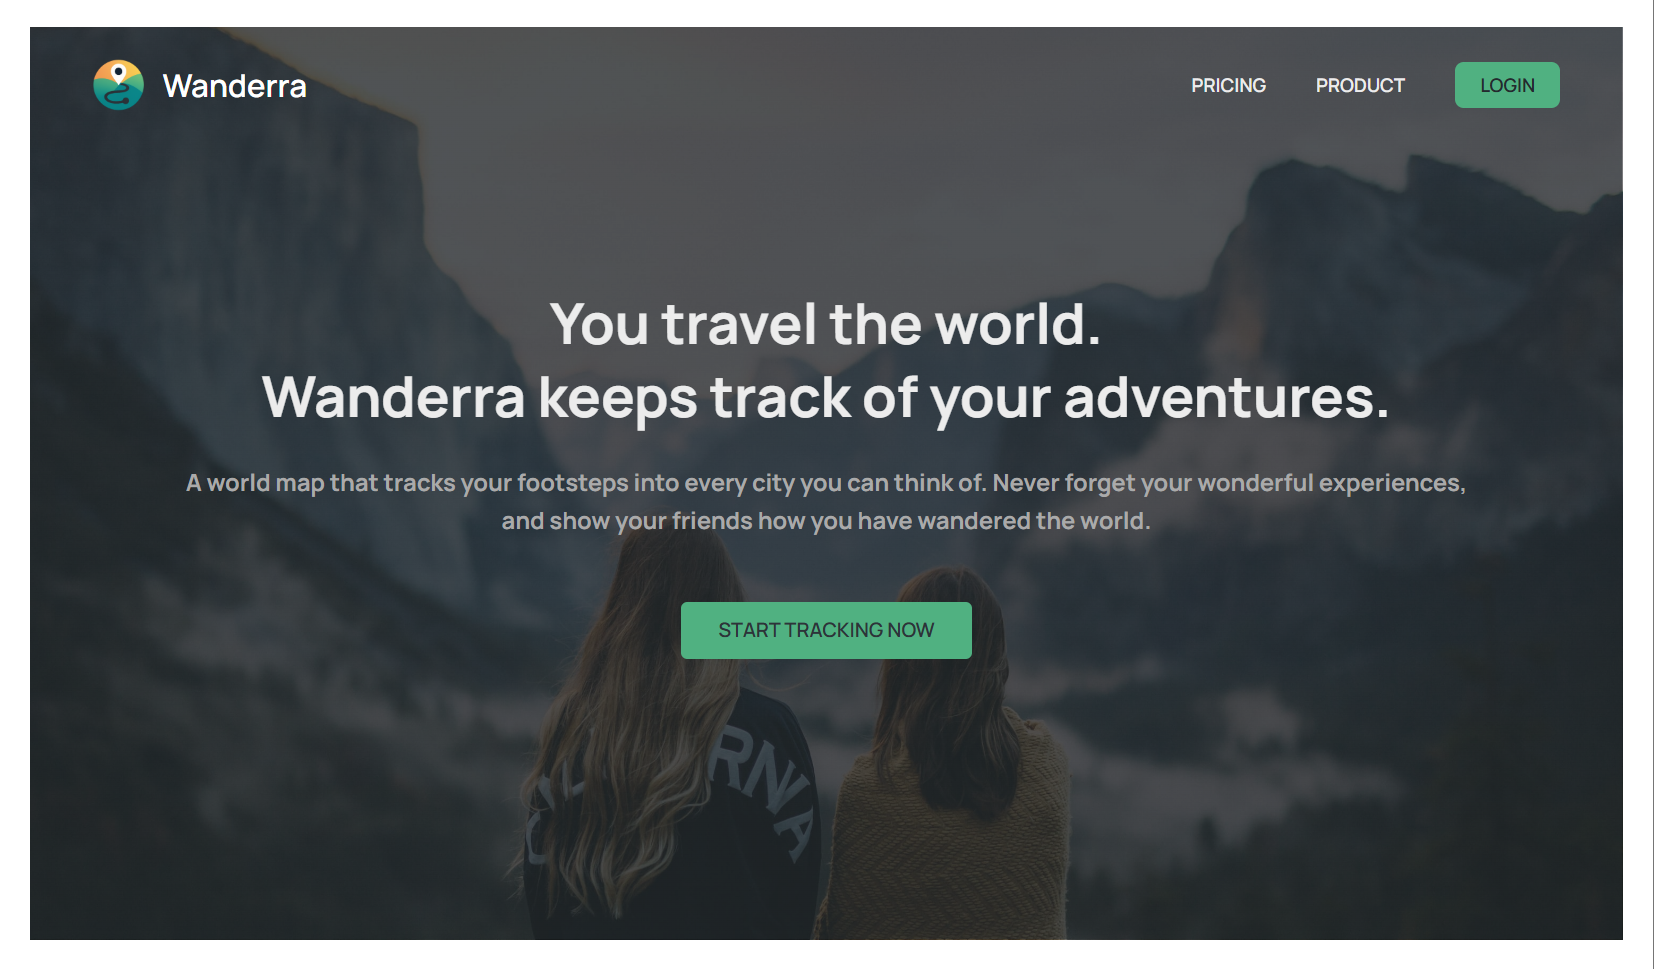 Wanderra
PRICING
PRODUCT
LOGIN
You travel the world.
Wanderra keeps track of your adventures.
A world map that tracks your footsteps into every city you can think of. Never forget your wonderful experiences,
and show your friends how you have wandered the world.
START TRACKING NOW